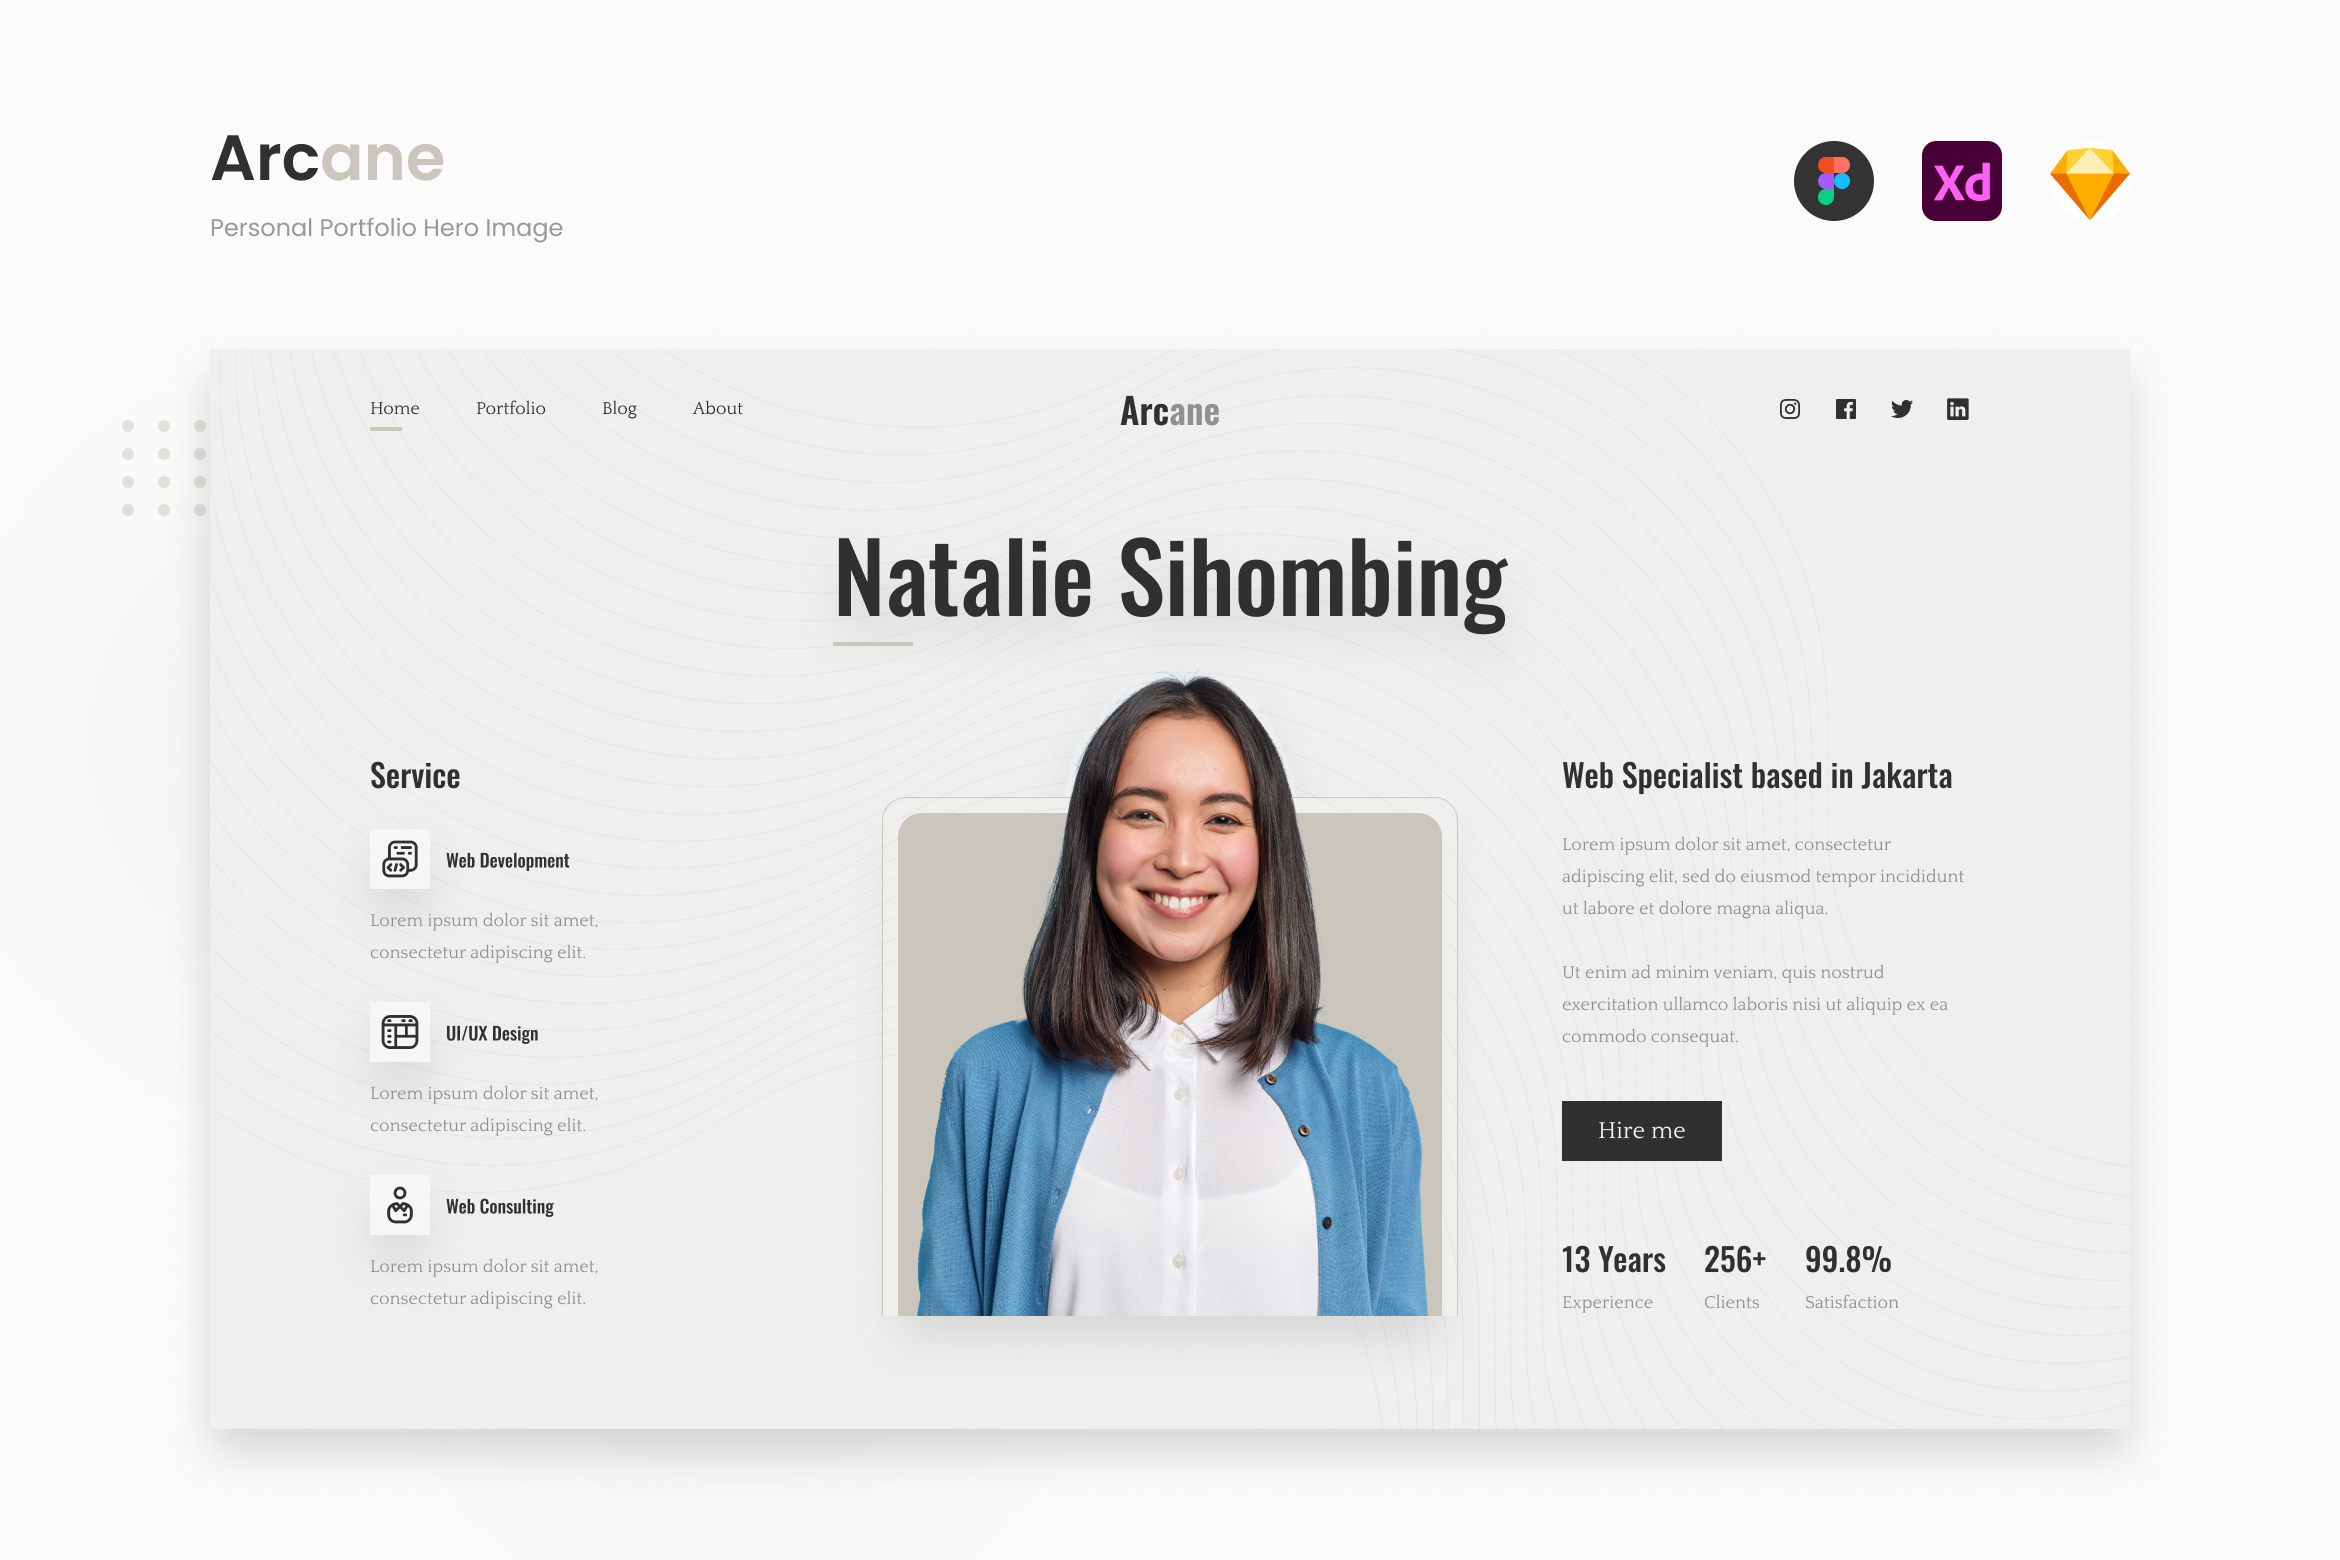 Arcane
Personal Portfolio Hero Image
Xd
Home
Portfolio
Blog
About
Arcane
Natalie Sihombing
Service
Web Development
Lorem ipsum dolor sit amet,
consectetur adipiscing elit.
UI/UX Design
Lorem ipsum dolor sit amet,
consectetur adipiscing elit.
Web Consulting
Lorem ipsum dolor sit amet,
consectetur adipiscing elit.
Web Specialist based in Jakarta
Lorem ipsum dolor sit amet, consectetur
adipiscing elit, sed do eiusmod tempor incididunt
ut labore et dolore magna aliqua.
Ut enim ad minim veniam, quis nostrud
exercitation ullamco laboris nisi ut aliquip ex ea
commodo consequat.
Hire me
13 Years
Experience
256+
Clients
99.8%
Satisfaction